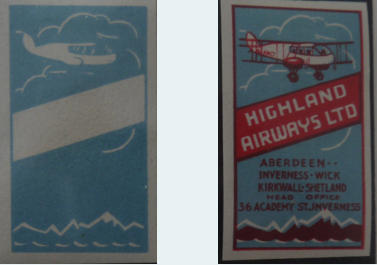 HIGHLAND
AIRWAYS LTD
ABERDEEN··
INVERNESS·WICK
KIRKWALL·SHETLAND
HEAD OFFICE
36 ACADEMY ST., INVERNESS